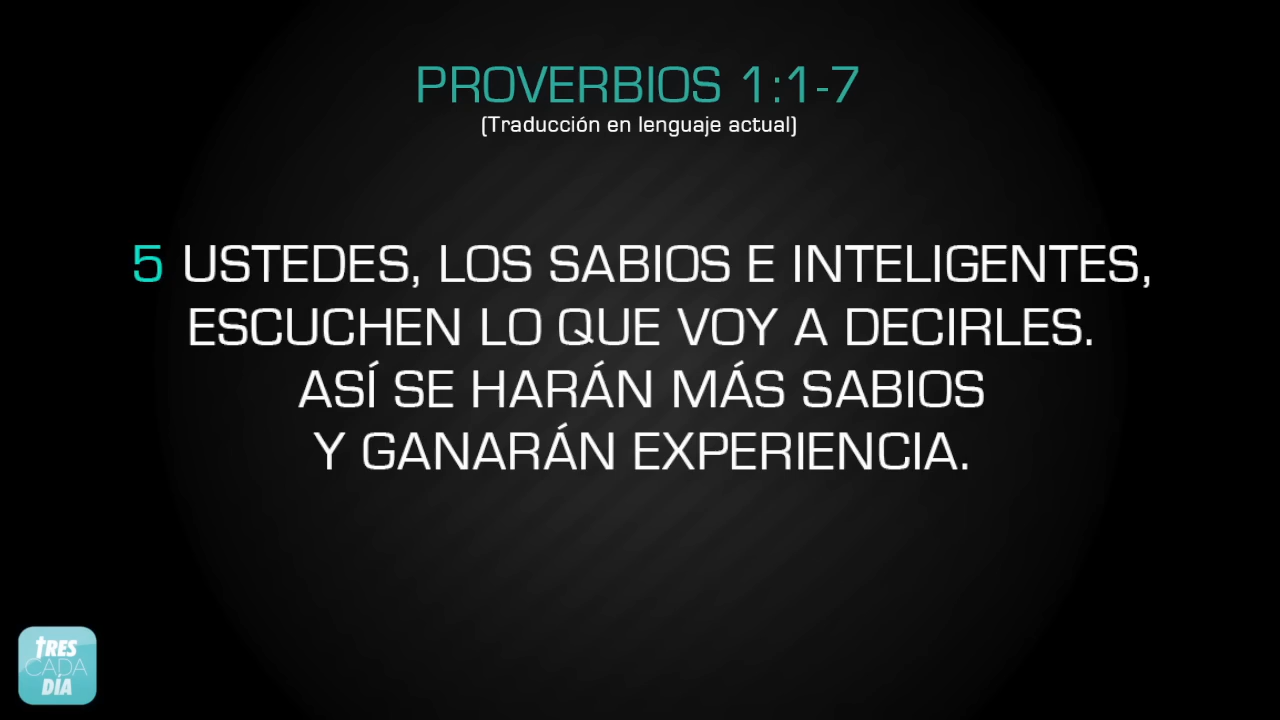 PROVERBIOS 1:1-7
(Traducción en lenguaje actual)
5 USTEDES, LOS SABIOS E INTELIGENTES,
ESCUCHEN LO QUE VOY A DECIRLES.
ASÍ SE HARÁN MÁS SABIOS
Y GANARÁN EXPERIENCIA.
TRES
CADA
DÍA